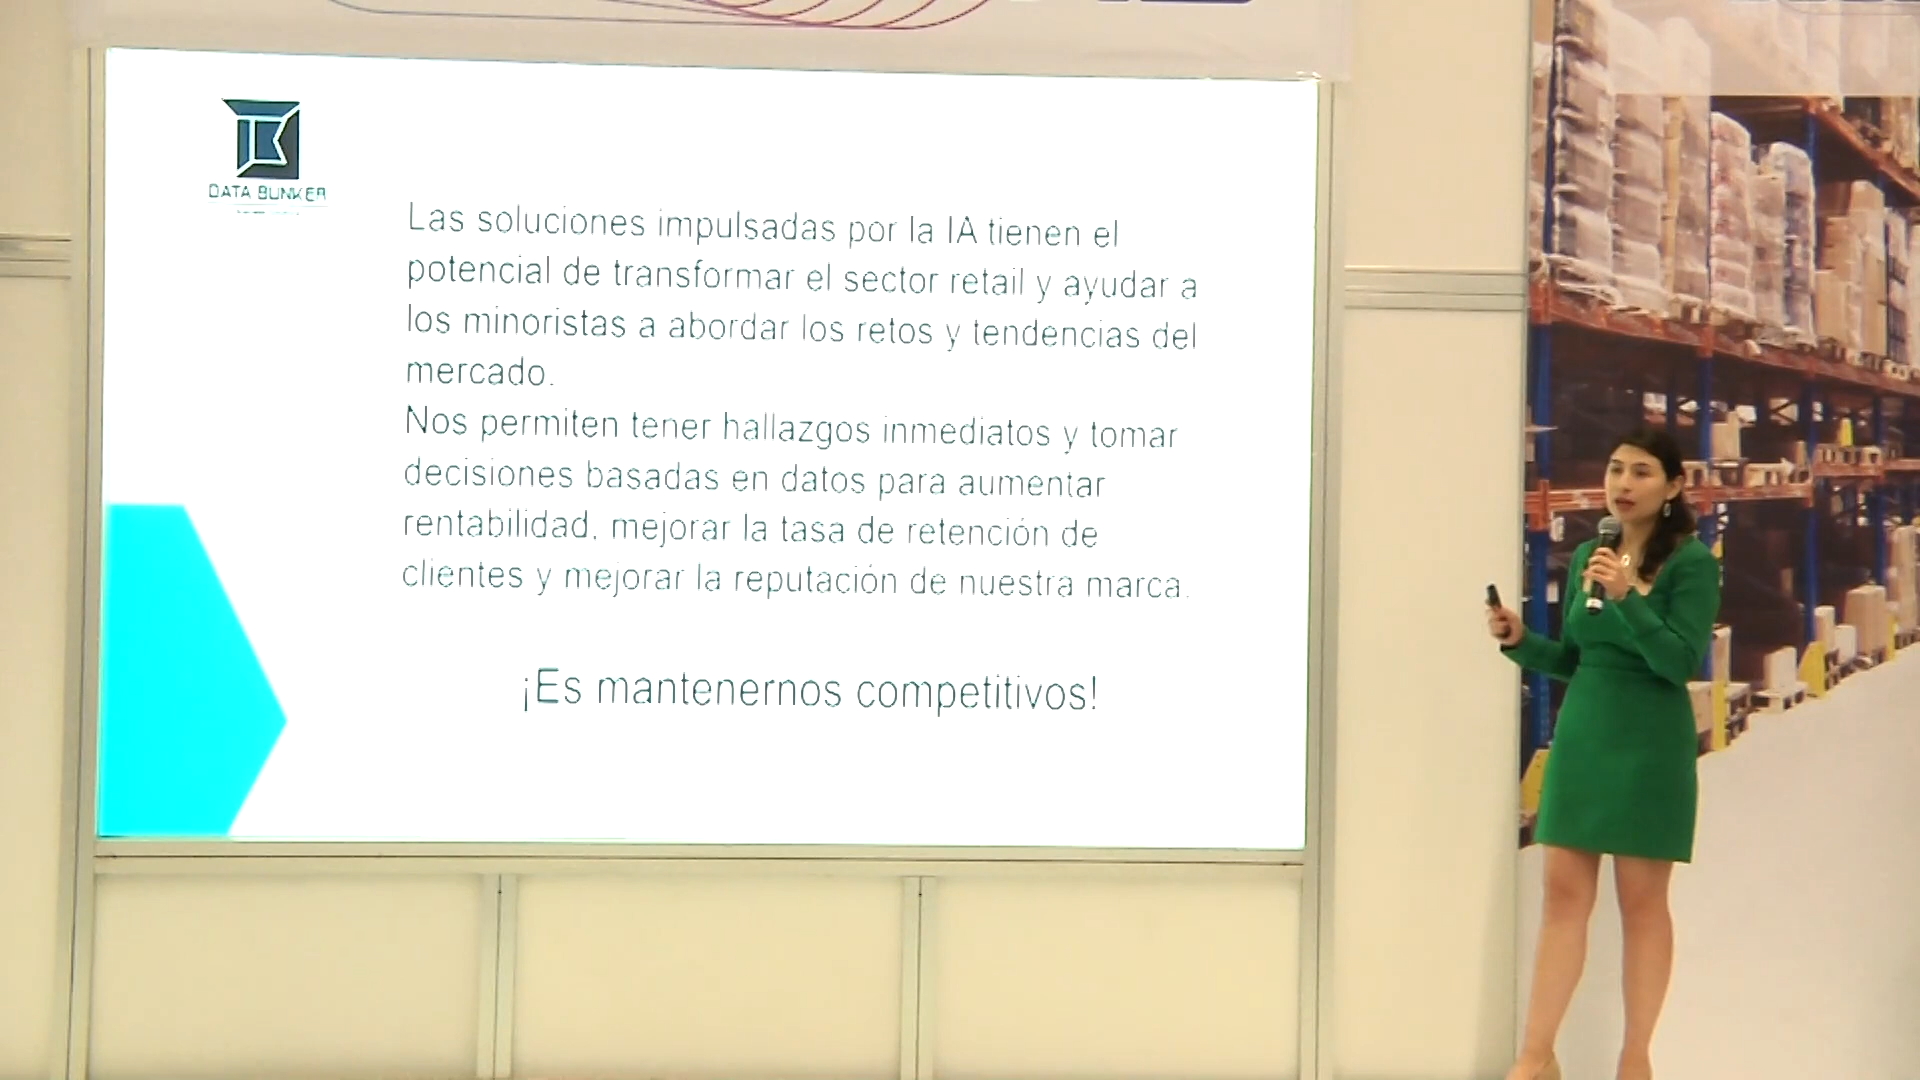 DATA BUNKER
Las soluciones impulsadas por la IA tienen el
potencial de transformar el sector retail y ayudar a
los minoristas a abordar los retos y tendencias del
mercado.
Nos permiten tener hallazgos inmediatos y tomar
decisiones basadas en datos para aumentar
rentabilidad, mejorar la tasa de retención de
clientes y mejorar la reputación de nuestra marca.
¡Es mantenernos competitivos!